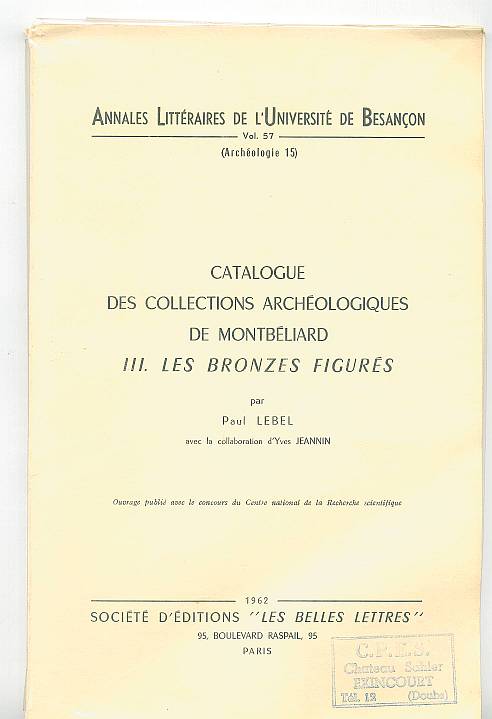 ANNALES LITTÉRAIRES DE L'UNIVERSITÉ DE BESANÇON
Vol. 57
(Archéologie 15)
CATALOGUE
DES COLLECTIONS ARCHÉOLOGIQUES
DE MONTBÉLIARD
III. LES BRONZES FIGURÉS
par
Paul LEBEL
avec la collaboration d'Yves JEANNIN
Ouvrage publié avec le concours du Centre national de la Recherche scientifique
1962
SOCIÉTÉ D'ÉDITIONS "LES BELLES LETTRES"
95, BOULEVARD RASPAIL, 95
PARIS
Chateau Sahler
EXINCOURT
Tél. 12 (Doubs)